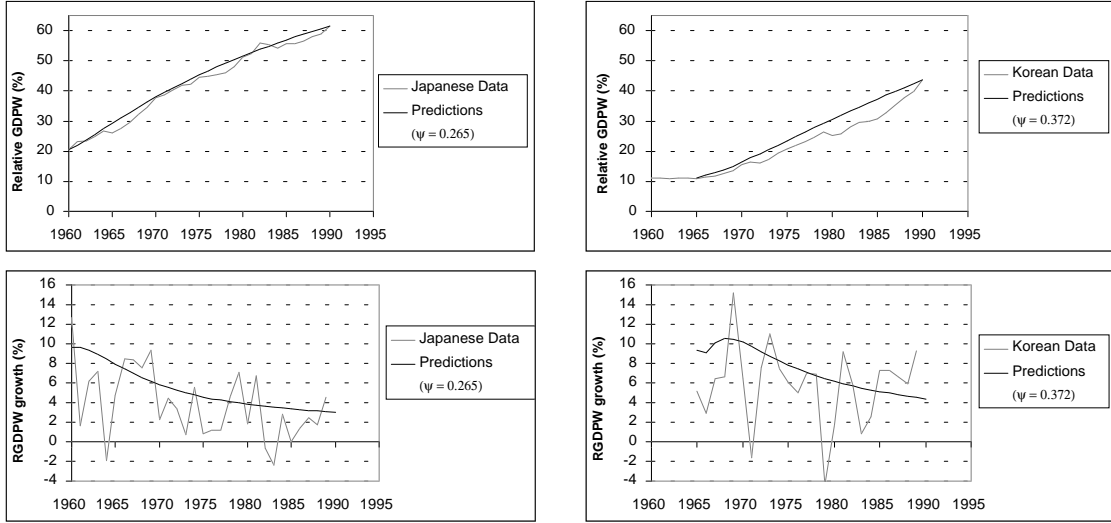 Relative GDPW (%)
60
50
40
30
20
10
0
1960 1965 1970 1975 1980 1985 1990 1995
Japanese Data
Predictions
(ψ = 0.265)
Relative GDPW (%)
60
50
40
30
20
10
0
1960 1965 1970 1975 1980 1985 1990 1995
Korean Data
Predictions
(ψ = 0.372)
RGDPW growth (%)
16
14
12
10
8
6
4
2
0
-2
-4
1960 1965 1970 1975 1980 1985 1990 1995
Japanese Data
Predictions
(ψ = 0.265)
RGDPW growth (%)
16
14
12
10
8
6
4
2
0
-2
-4
1960 1965 1970 1975 1980 1985 1990 1995
Korean Data
Predictions
(ψ = 0.372)